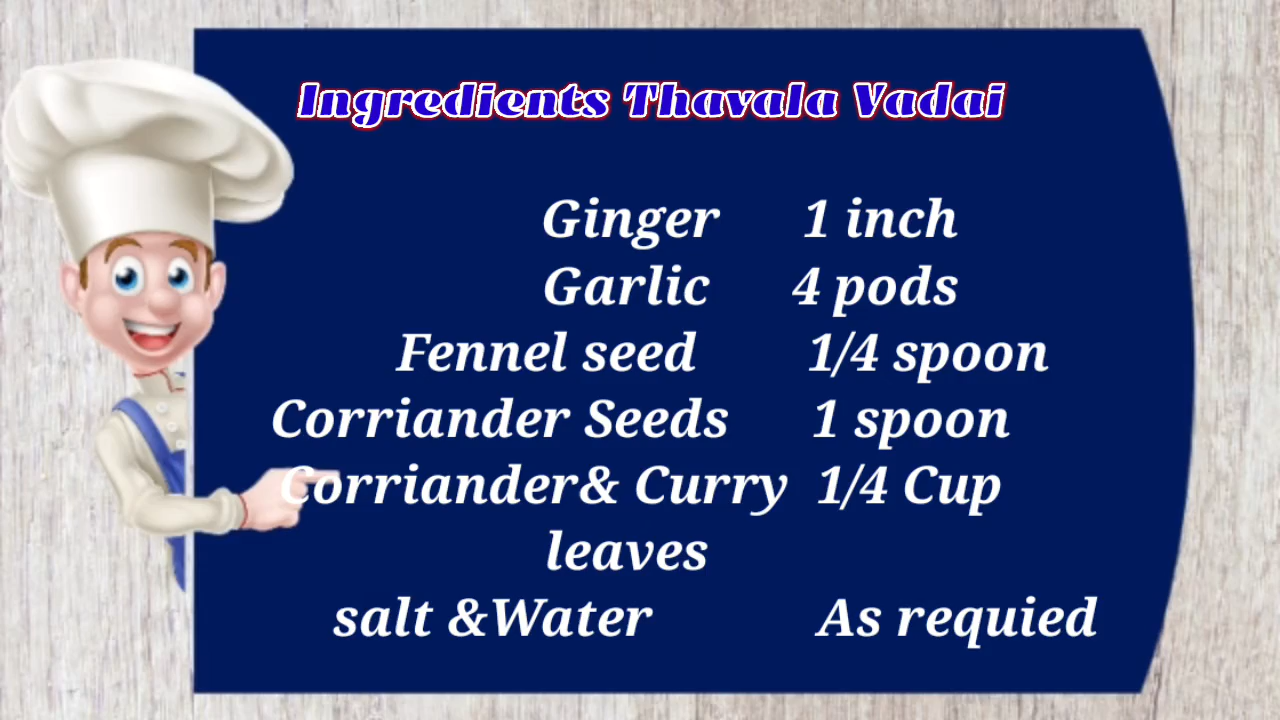 Ingredients Thavala Vadai
Ginger 1 inch
Garlic 4 pods
Fennel seed 1/4 spoon
Corriander Seeds 1 spoon
Corriander& Curry 1/4 Cup
leaves
salt &Water As requied